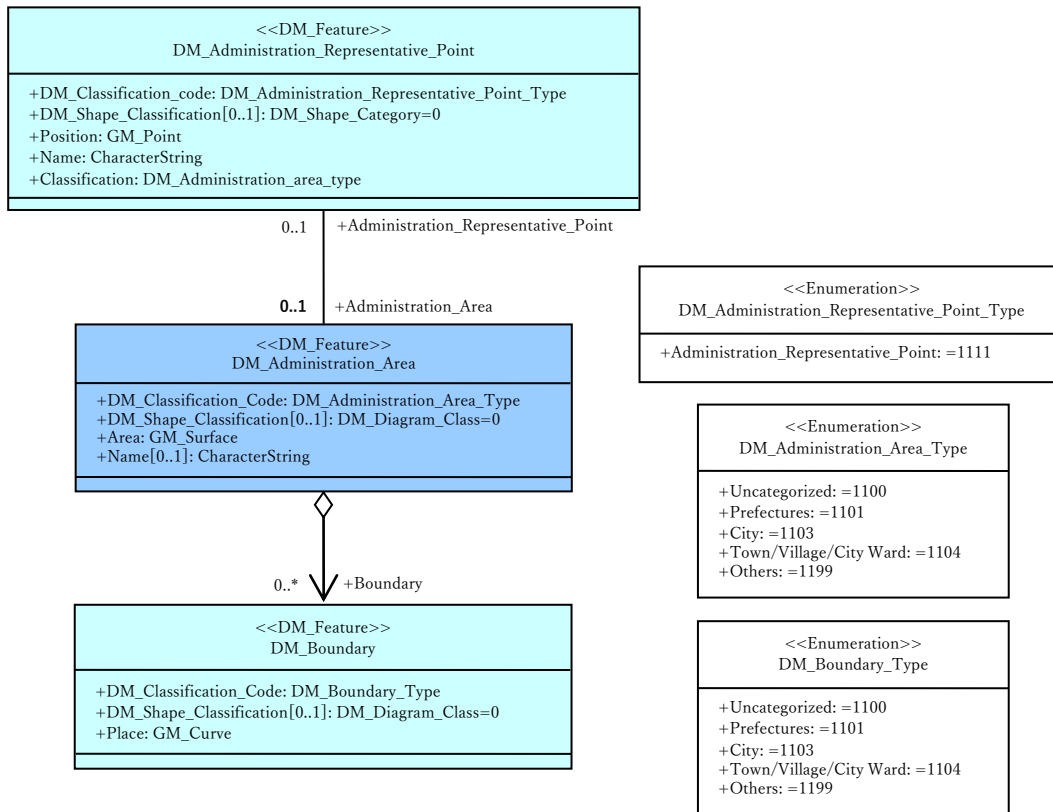 <<DM_Feature>>
DM_Administration_Representative_Point
+DM_Classification_code: DM_Administration_Representative_Point_Type
+DM_Shape_Classification[0..1]: DM_Shape_Category=0
+Position: GM_Point
+Name: CharacterString
+Classification: DM_Administration_area_type
0..1 +Administration_Representative_Point
0..1 +Administration_Area
<<DM_Feature>>
DM_Administration_Area
+DM_Classification_Code: DM_Administration_Area_Type
+DM_Shape_Classification[0..1]: DM_Diagram_Class=0
+Area: GM_Surface
+Name[0..1]: CharacterString
0..* +Boundary
<<DM_Feature>>
DM_Boundary
+DM_Classification_Code: DM_Boundary_Type
+DM_Shape_Classification[0..1]: DM_Diagram_Class=0
+Place: GM_Curve
<<Enumeration>>
DM_Administration_Representative_Point_Type
+Administration_Representative_Point: =1111
<<Enumeration>>
DM_Administration_Area_Type
+Uncategorized: =1100
+Prefectures: =1101
+City: =1103
+Town/Village/City Ward: =1104
+Others: =1199
<<Enumeration>>
DM_Boundary_Type
+Uncategorized: =1100
+Prefectures: =1101
+City: =1103
+Town/Village/City Ward: =1104
+Others: =1199